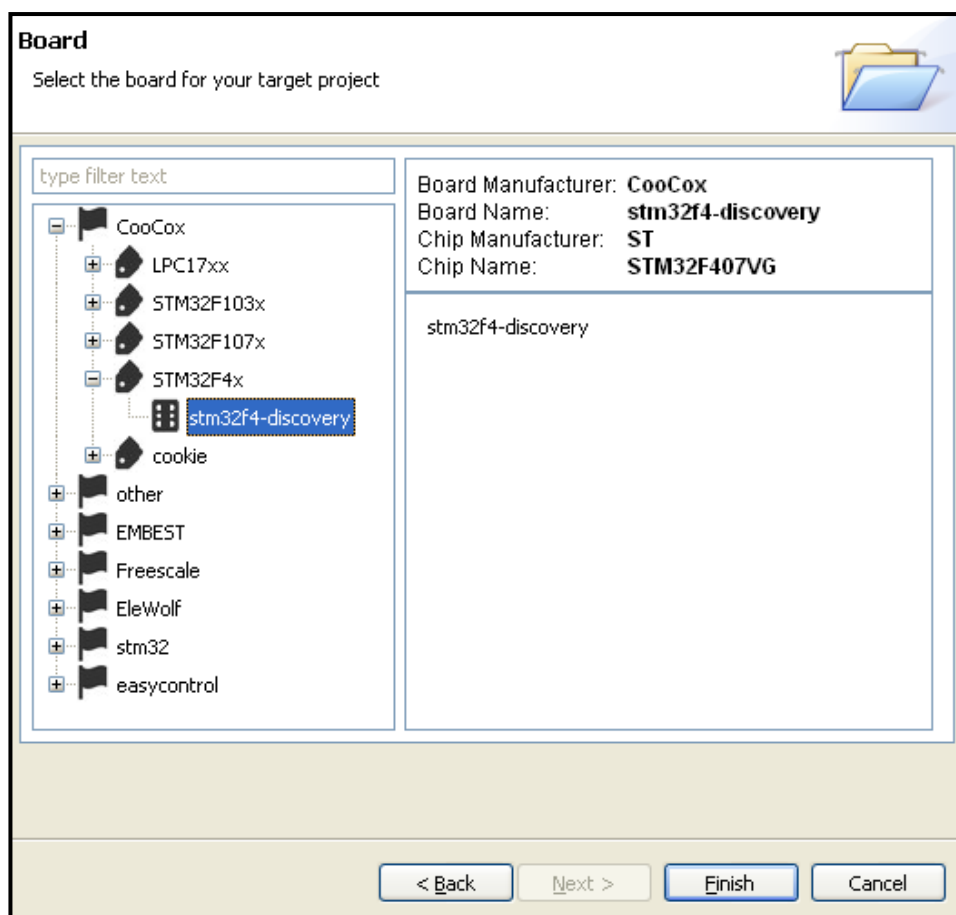 Board
Select the board for your target project
type filter text
CooCox
LPC17xx
STM32F103x
STM32F107x
STM32F4x
stm32f4-discovery
cookie
other
EMBEST
Freescale
EleWolf
stm32
easycontrol
Board Manufacturer: CooCox
Board Name: stm32f4-discovery
Chip Manufacturer: ST
Chip Name: STM32F407VG
stm32f4-discovery
< Back Next > Finish Cancel